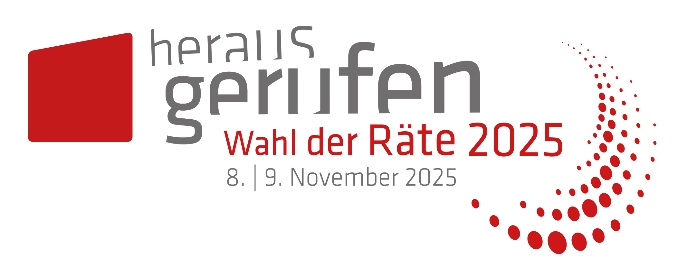 heraus
gerufen
Wahl der Räte 2025
8. | 9. November 2025